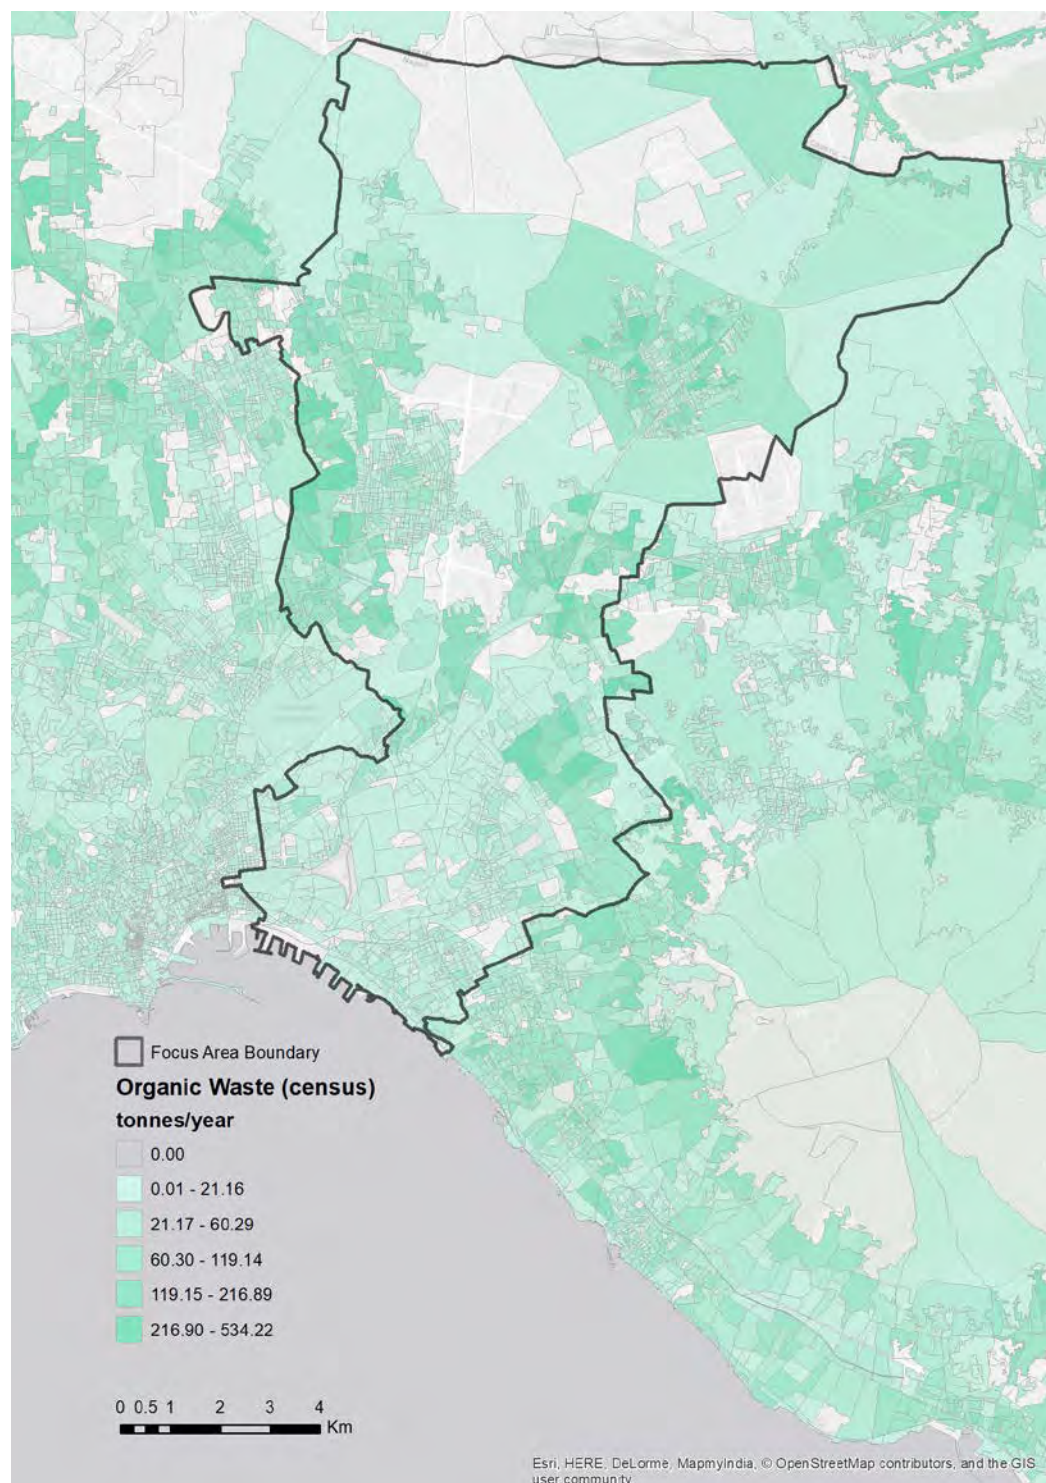 Focus Area Boundary
Organic Waste (census)
tonnes/year
0.00
0.01 - 21.16
21.17 - 60.29
60.30 - 119.14
119.15 - 216.89
216.90 - 534.22
0 0.5 1 2 3 4
Km
Esri, HERE, DeLorme, MapmyIndia, © OpenStreetMap contributors, and the GIS
user community